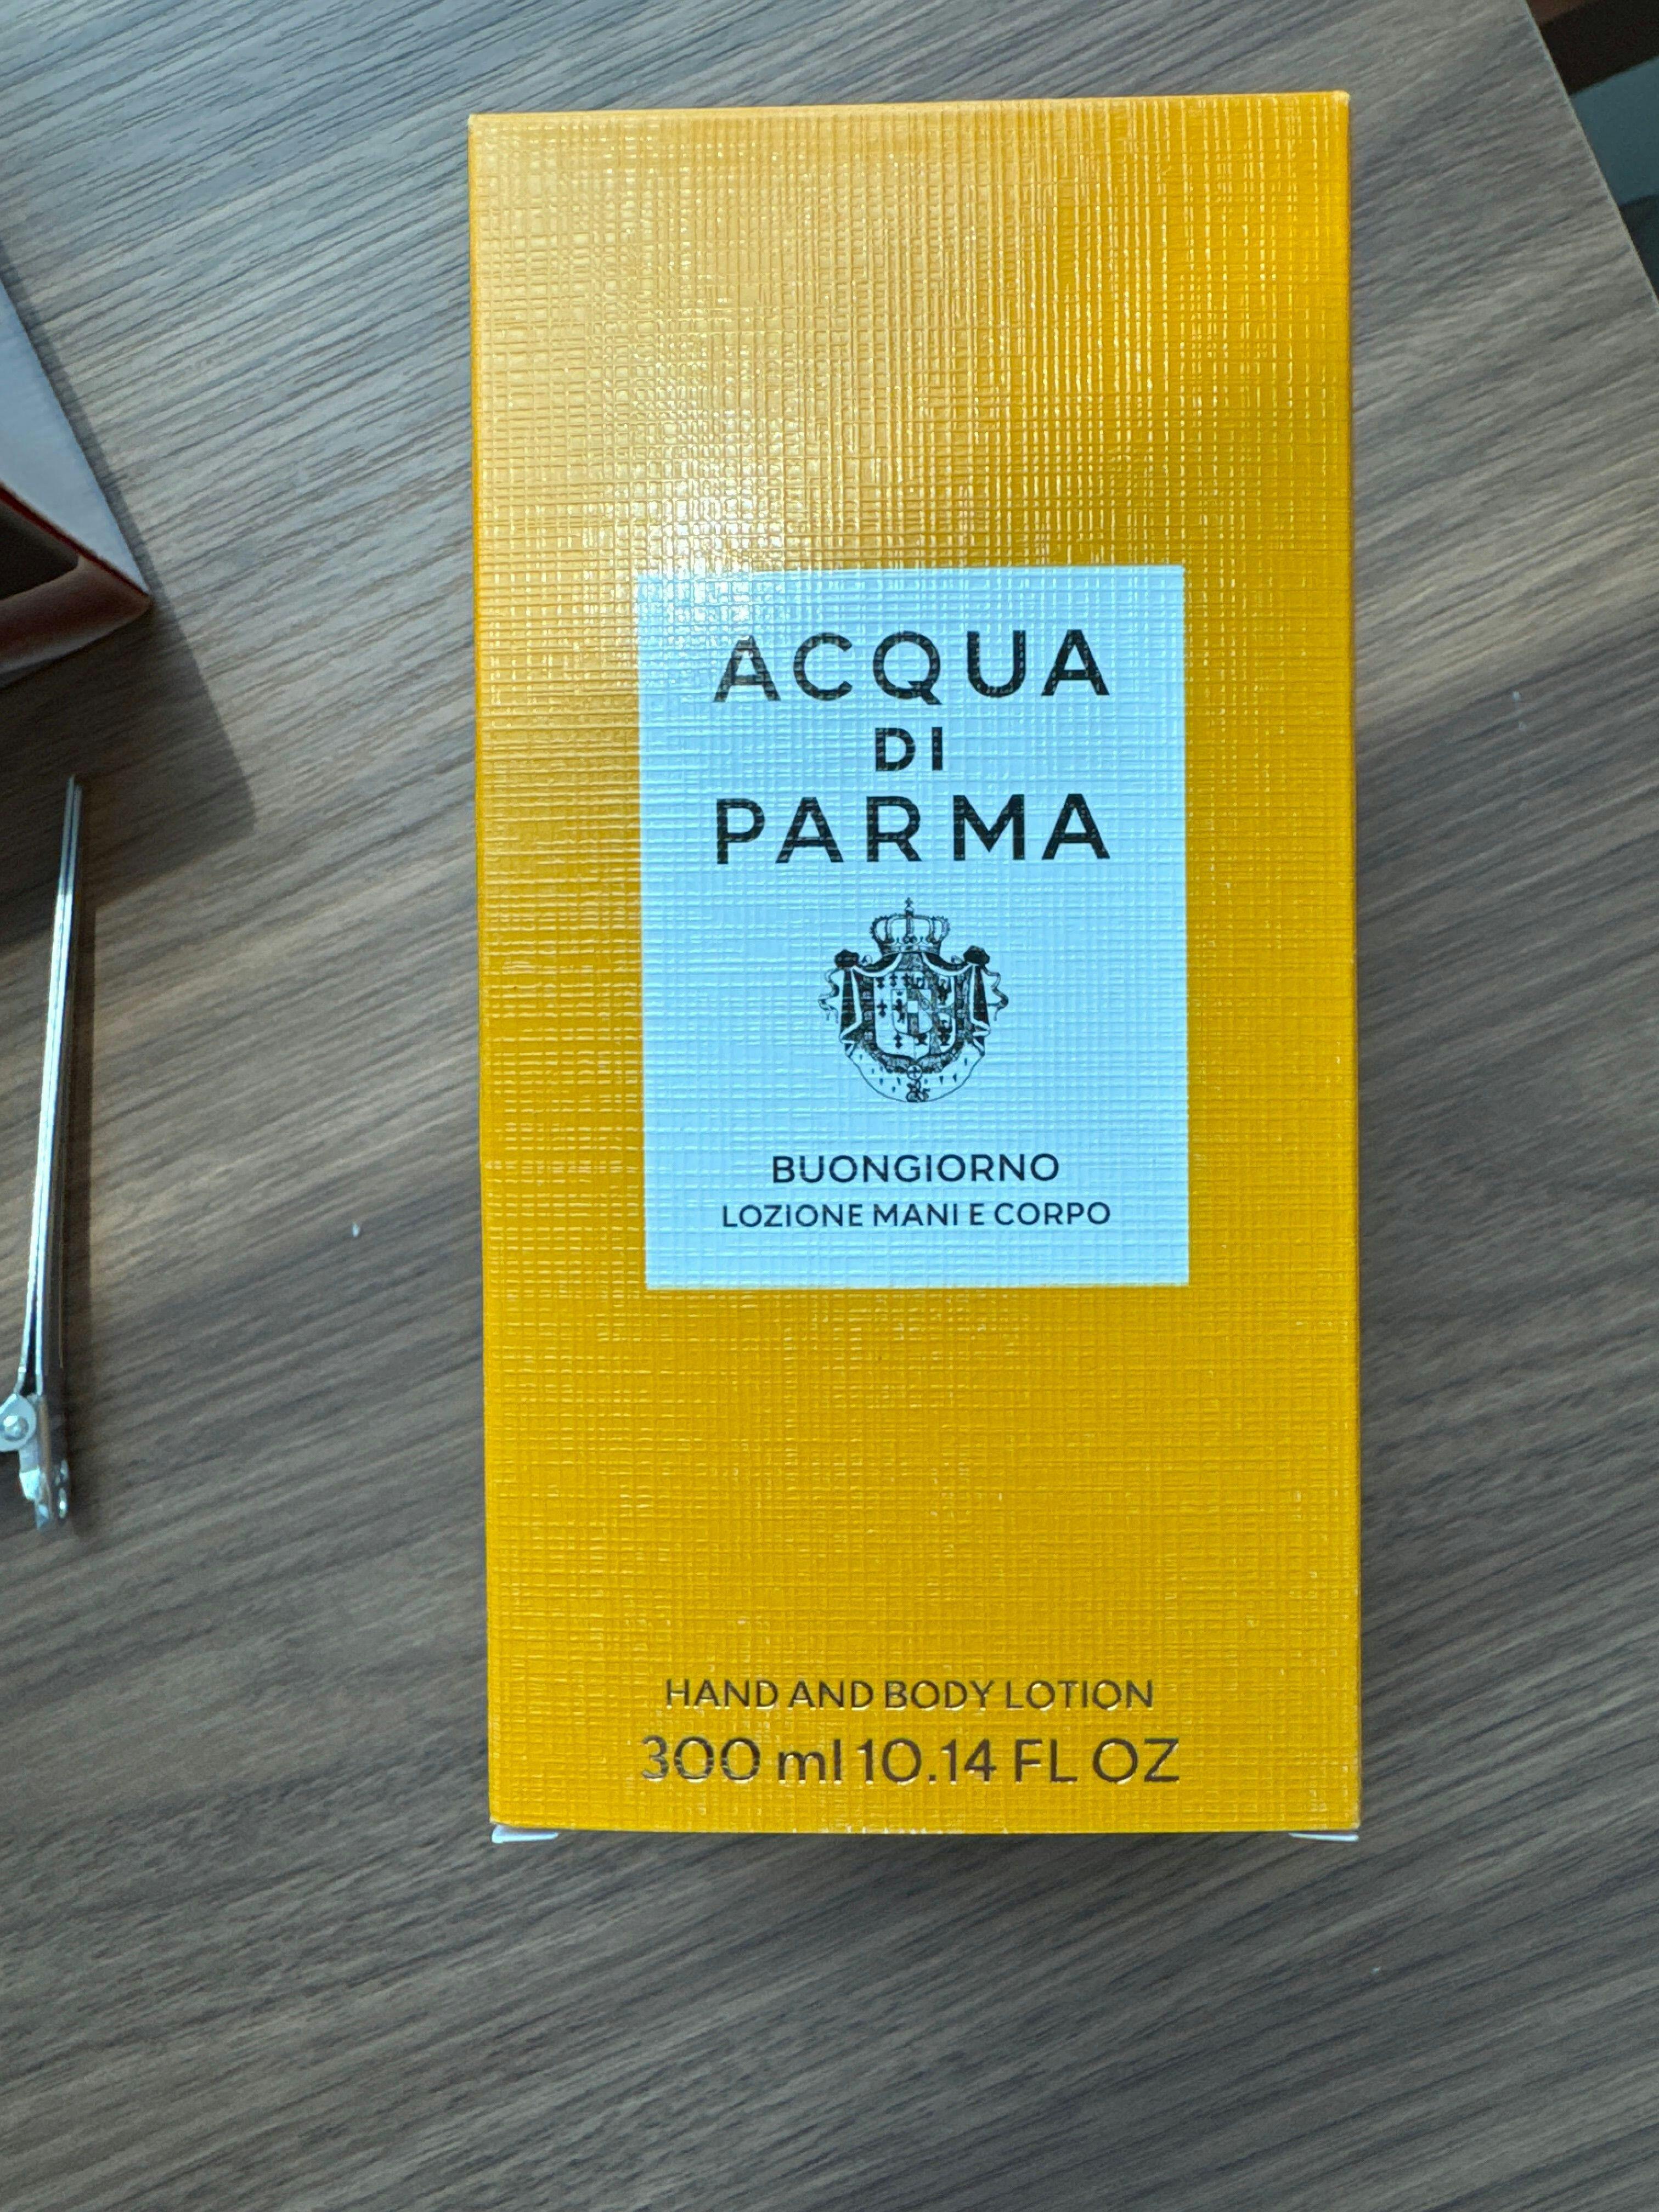 ACQUA
DI
PARMA
BUONGIORNO
LOZIONE MANI E CORPO
HAND AND BODY LOTION
300 ml 10.14 FL OZ